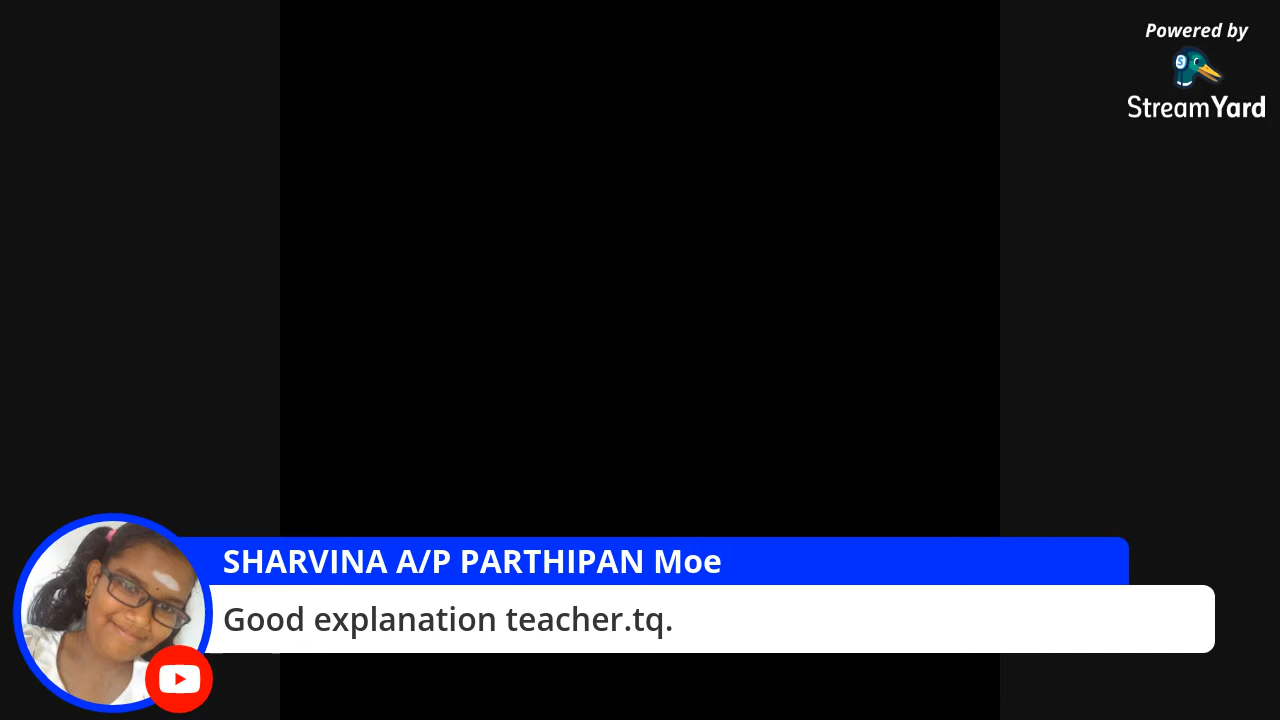 Powered by
StreamYard
SHARVINA A/P PARTHIPAN Moe
Good explanation teacher.tq.